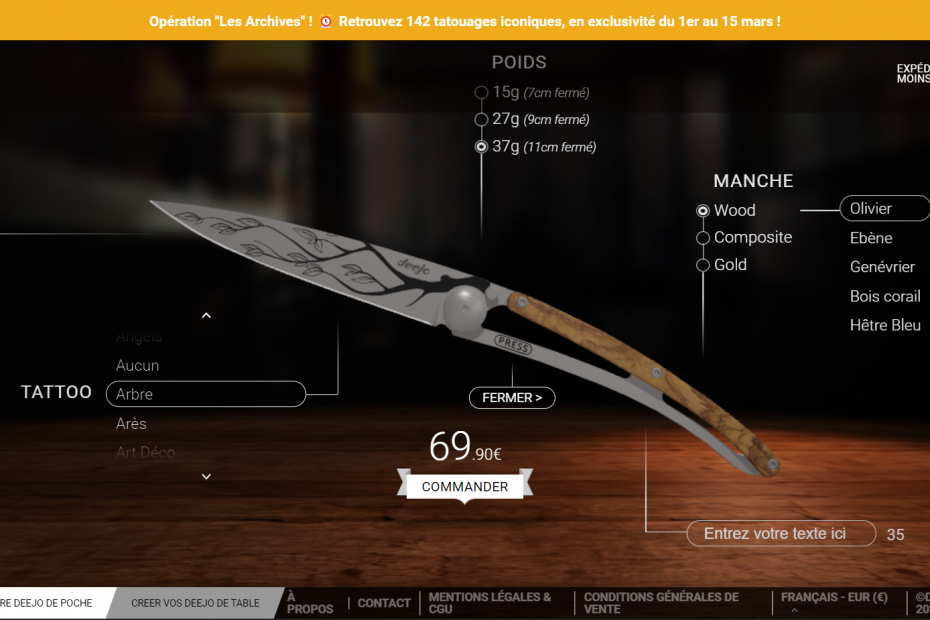 Opération "Les Archives" ! Retrouvez 142 tatouages iconiques, en exclusivité du 1er au 15 mars !
POIDS
15g (7cm fermé)
27g (9cm fermé)
37g (11cm fermé)
EXPÉD
MOINS
MANCHE
Wood
Composite
Gold
Olivier
Ebène
Genévrier
Bois corail
Hêtre Bleu
deejo
PRESS
TATTOO
Angels
Aucun
Arbre
Arès
Art Déco
FERMER >
69.90€
COMMANDER
Entrez votre texte ici 35
RE DEEJO DE POCHE
CREER VOS DEEJO DE TABLE
À
PROPOS
CONTACT
MENTIONS LÉGALES &
CGU
CONDITIONS GÉNÉRALES DE
VENTE
FRANÇAIS - EUR (€)
©D
20